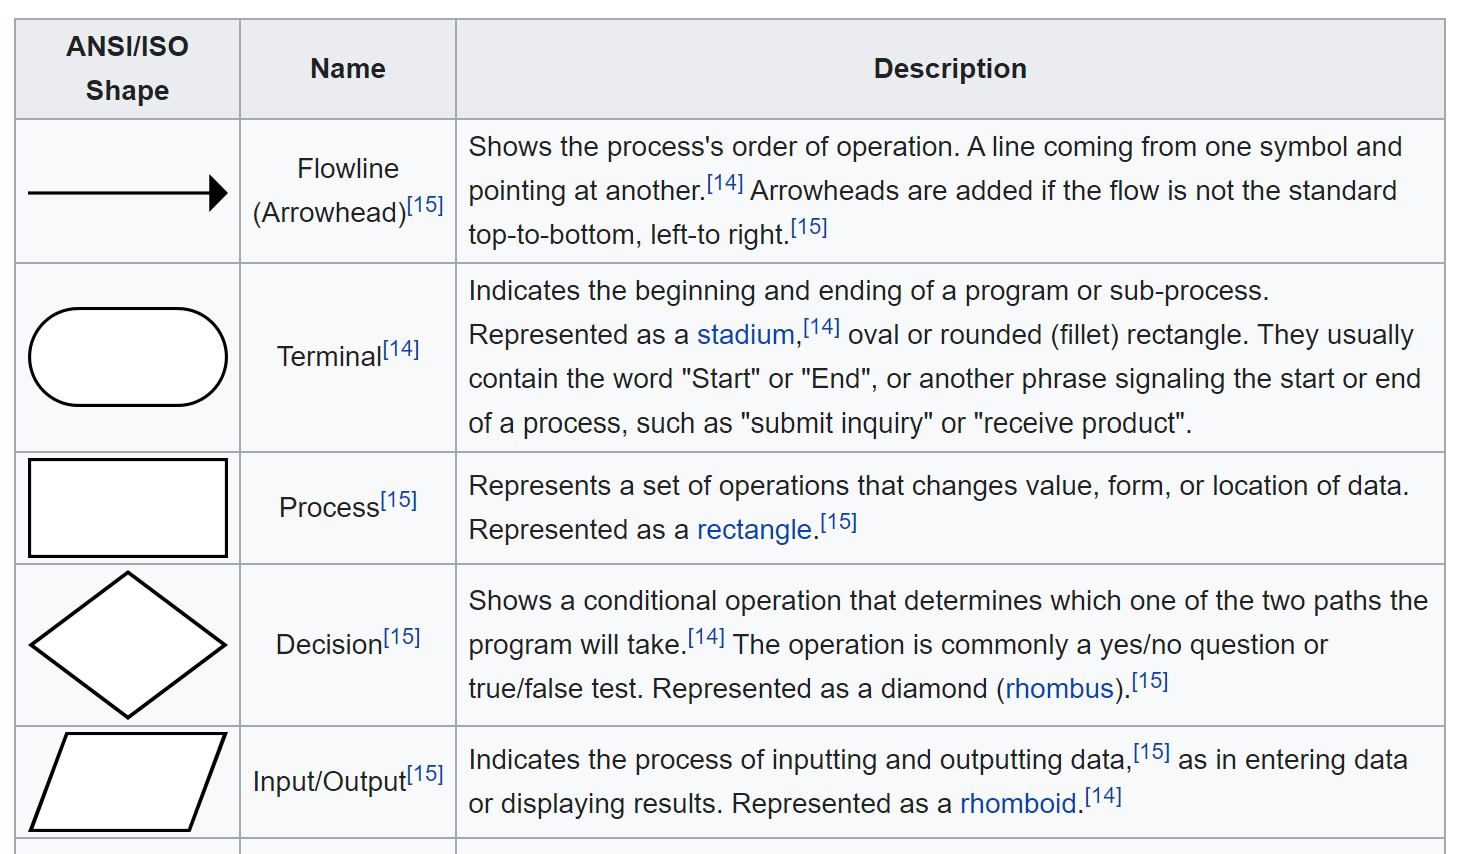 ANSI/ISO
Shape
Name
Description
Flowline
(Arrowhead)[15]
Shows the process's order of operation. A line coming from one symbol and
pointing at another.[14] Arrowheads are added if the flow is not the standard
top-to-bottom, left-to right.[15]
Terminal[14]
Indicates the beginning and ending of a program or sub-process.
Represented as a stadium,[14] oval or rounded (fillet) rectangle. They usually
contain the word "Start" or "End", or another phrase signaling the start or end
of a process, such as "submit inquiry" or "receive product".
Process[15]
Represents a set of operations that changes value, form, or location of data.
Represented as a rectangle.[15]
Decision[15]
Shows a conditional operation that determines which one of the two paths the
program will take.[14] The operation is commonly a yes/no question or
true/false test. Represented as a diamond (rhombus).[15]
Input/Output[15]
Indicates the process of inputting and outputting data,[15] as in entering data
or displaying results. Represented as a rhomboid.[14]